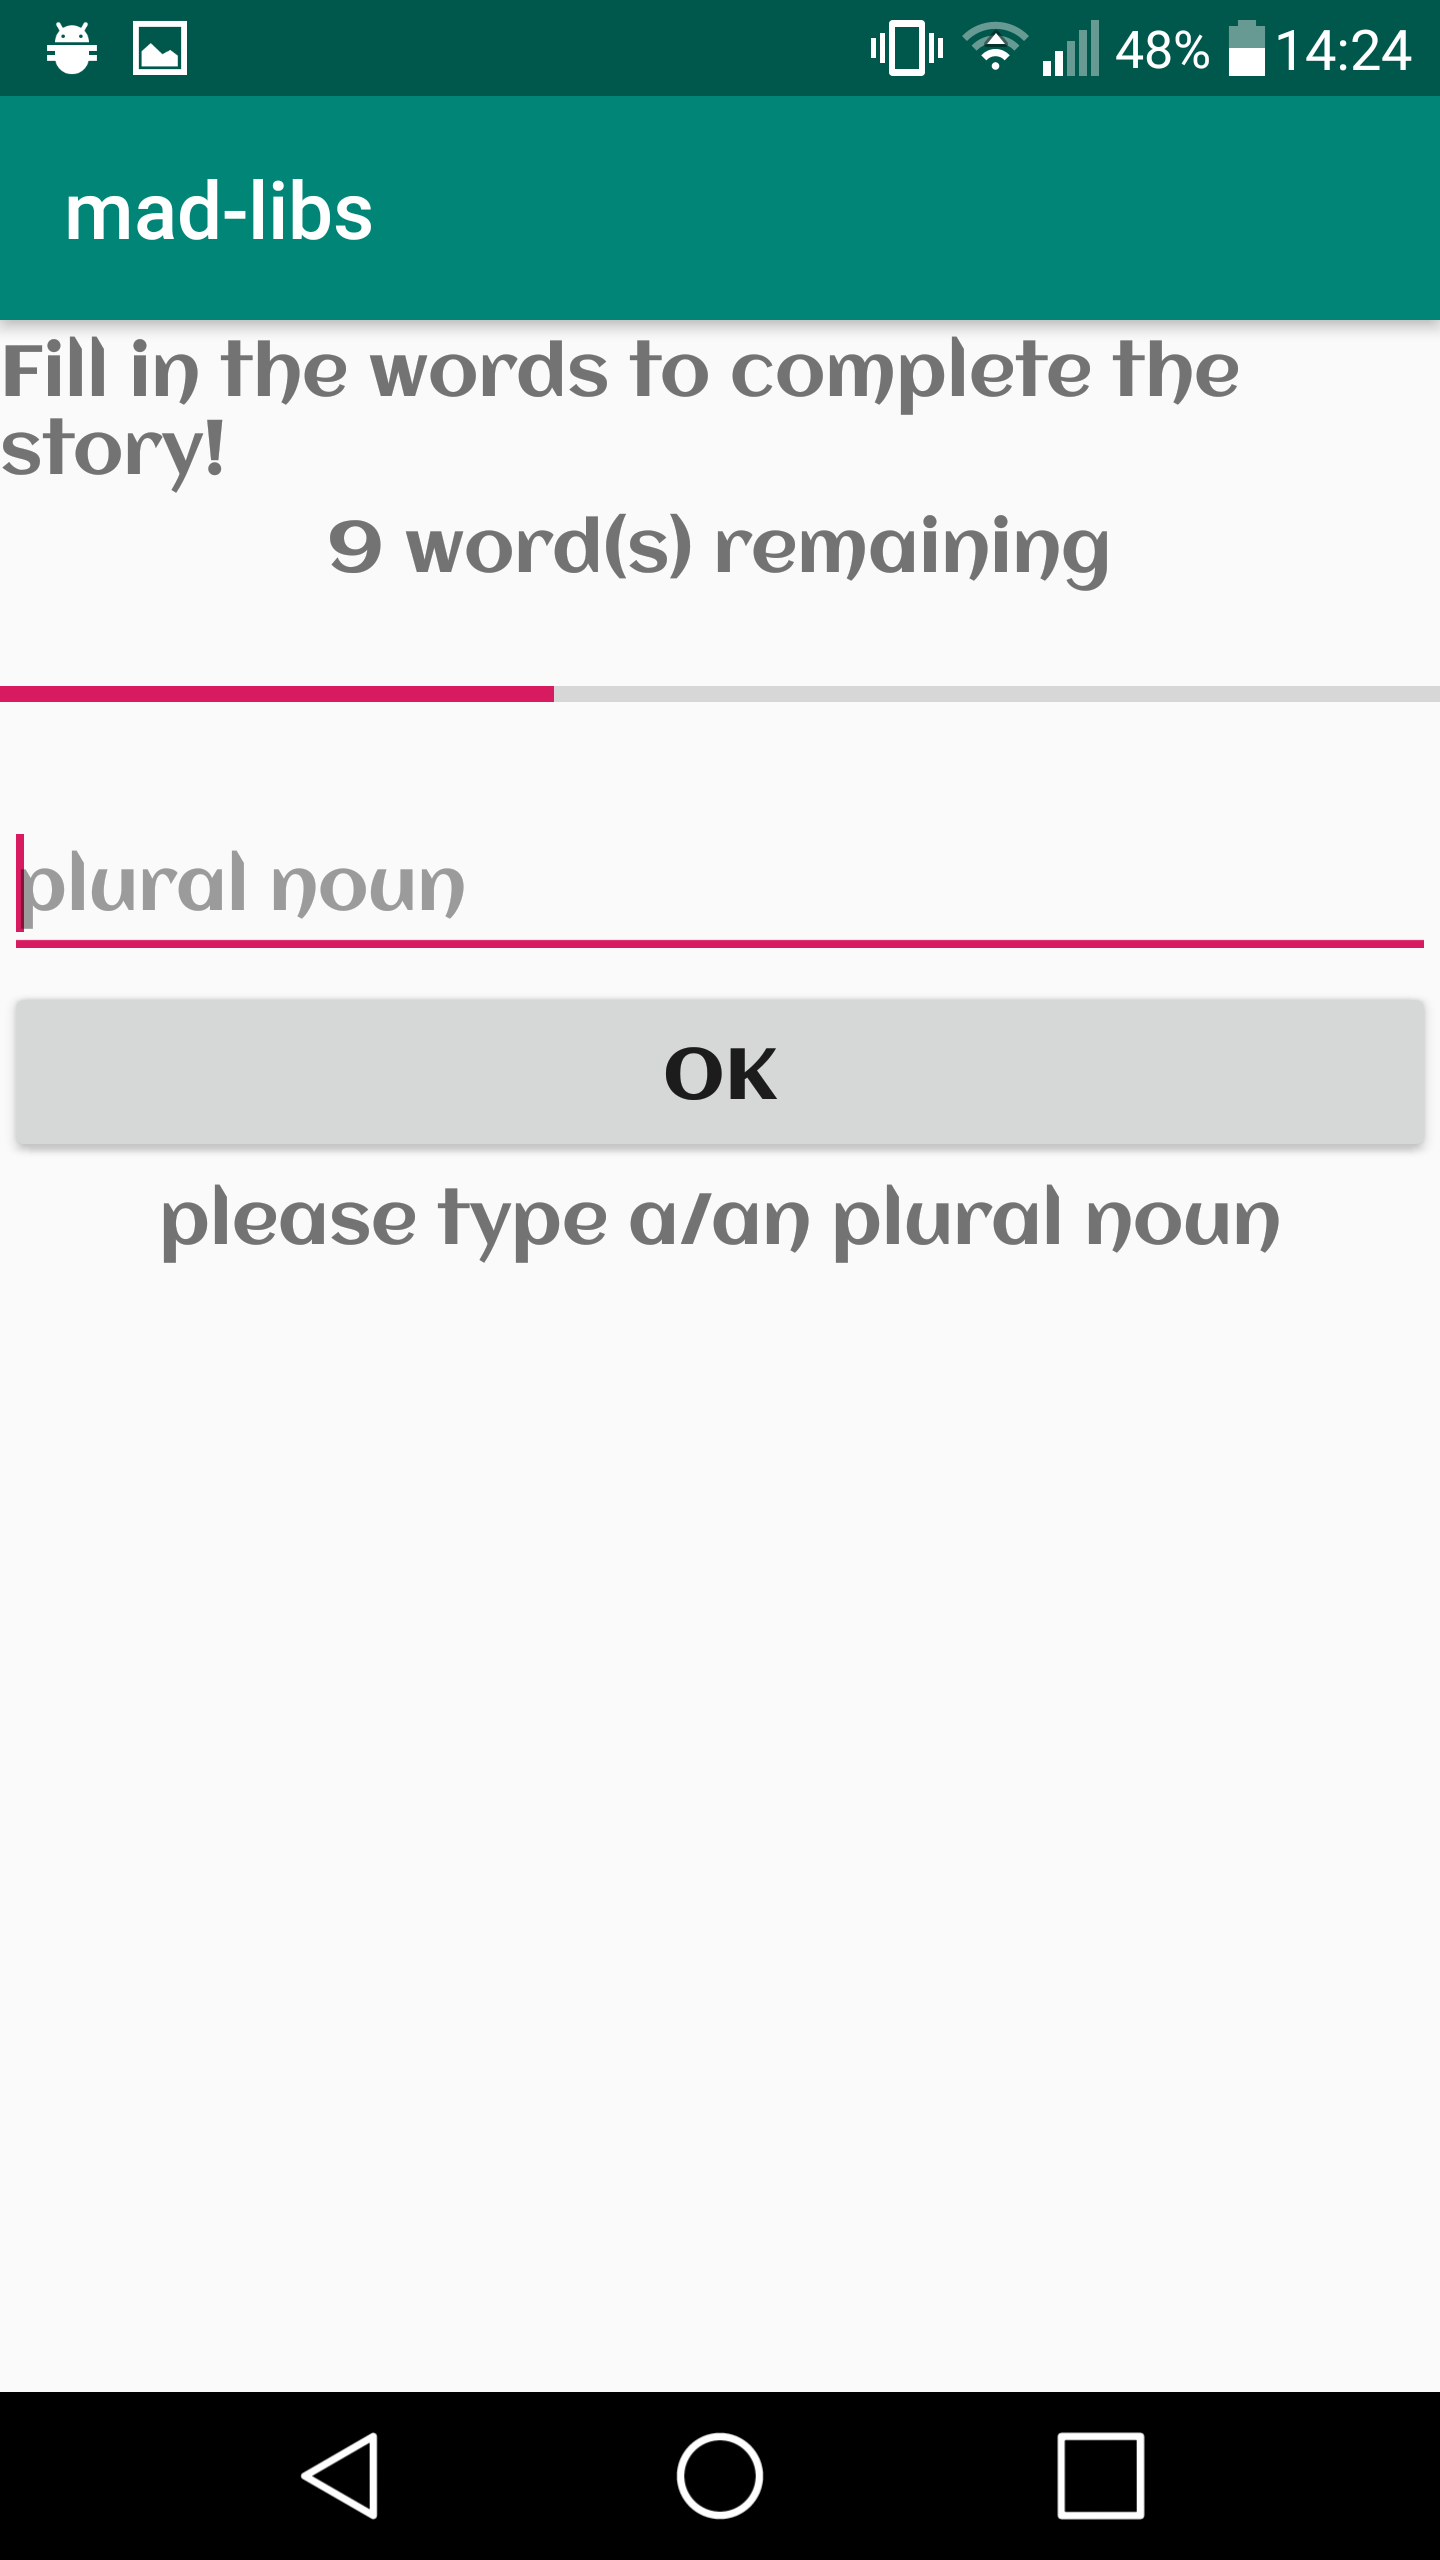 48% 14:24
mad-libs
Fill in the words to complete the
story!
9 word(s) remaining
plural noun
OK
please type a/an plural noun